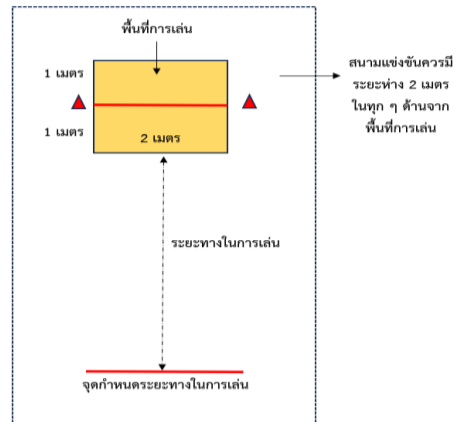 พื้นที่การเล่น
1 เมตร
1 เมตร
2 เมตร
สนามแข่งขันควรมี
ระยะห่าง 2 เมตร
ในทุก ๆ ด้านจาก
พื้นที่การเล่น
ระยะทางในการเล่น
จุดกำหนดระยะทางในการเล่น